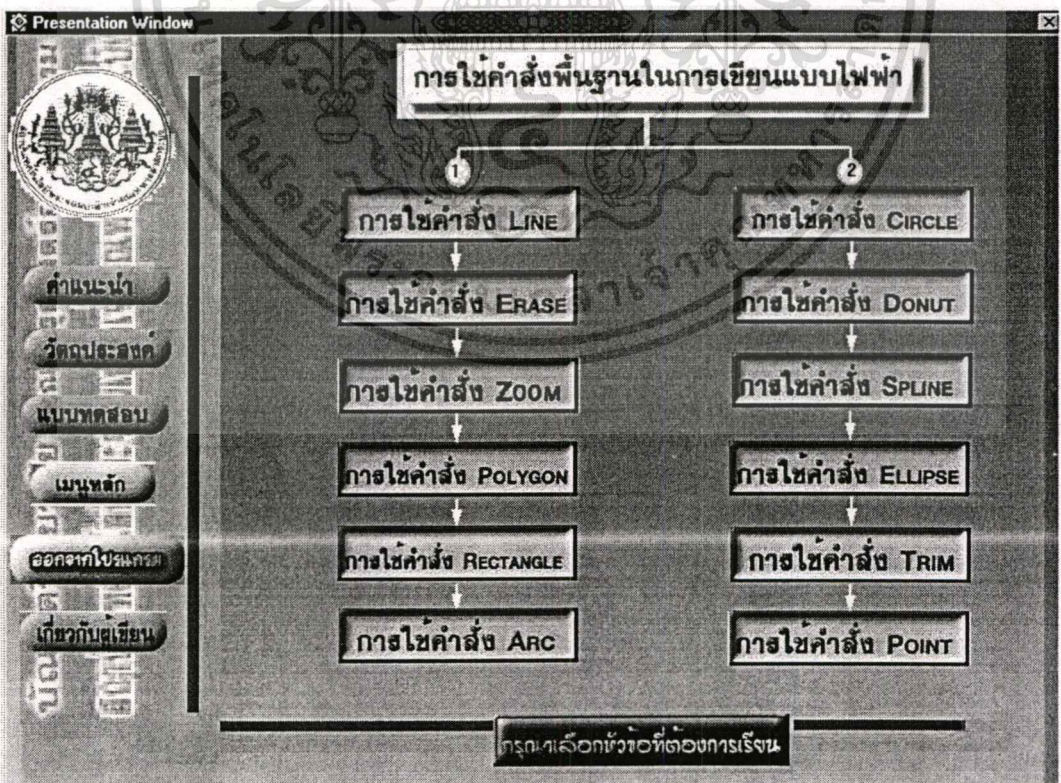 Presentation Window
การใช้คำสั่งพื้นฐานในการเขียนแบบไฟฟ้า
1
2
การใช้คำสั่ง LINE
การใช้คำสั่ง ERASE
การใช้คำสั่ง ZOOM
การใช้คำสั่ง POLYGON
การใช้คำสั่ง RECTANGLE
การใช้คำสั่ง ARC
การใช้คำสั่ง CIRCLE
การใช้คำสั่ง DONUT
การใช้คำสั่ง SPLINE
การใช้คำสั่ง ELLIPSE
การใช้คำสั่ง TRIM
การใช้คำสั่ง POINT
คำแนะนำ
วัตถุประสงค์
แบบทดสอบ
เมนูหลัก
ออกจากโปรแกรม
เกี่ยวกับผู้เขียน
กรุณาเลือกหัวข้อที่ต้องการเรียน